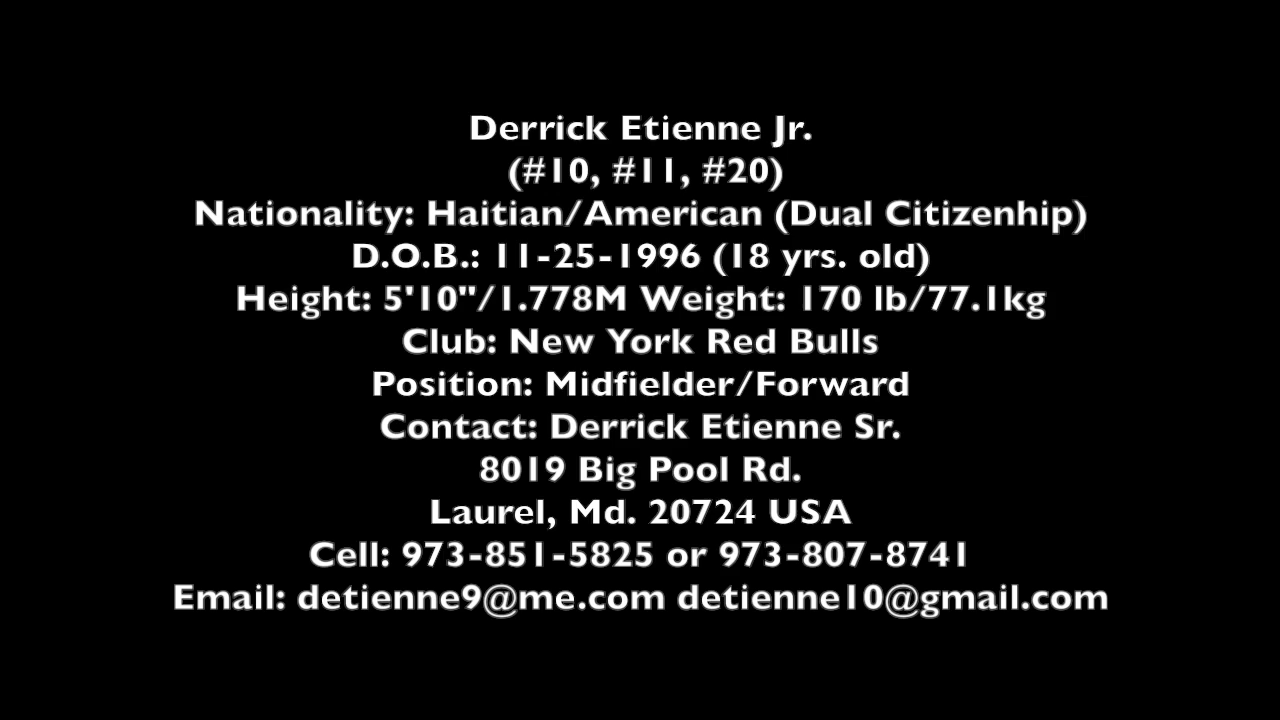 Derrick Etienne Jr.
(#10, #11, #20)
Nationality: Haitian/American (Dual Citizenhip)
D.O.B.: 11-25-1996 (18 yrs. old)
Height: 5'10"/1.778M Weight: 170 lb/77.1kg
Club: New York Red Bulls
Position: Midfielder/Forward
Contact: Derrick Etienne Sr.
8019 Big Pool Rd.
Laurel, Md. 20724 USA
Cell: 973-851-5825 or 973-807-8741
Email: detienne9@me.com detienne10@gmail.com